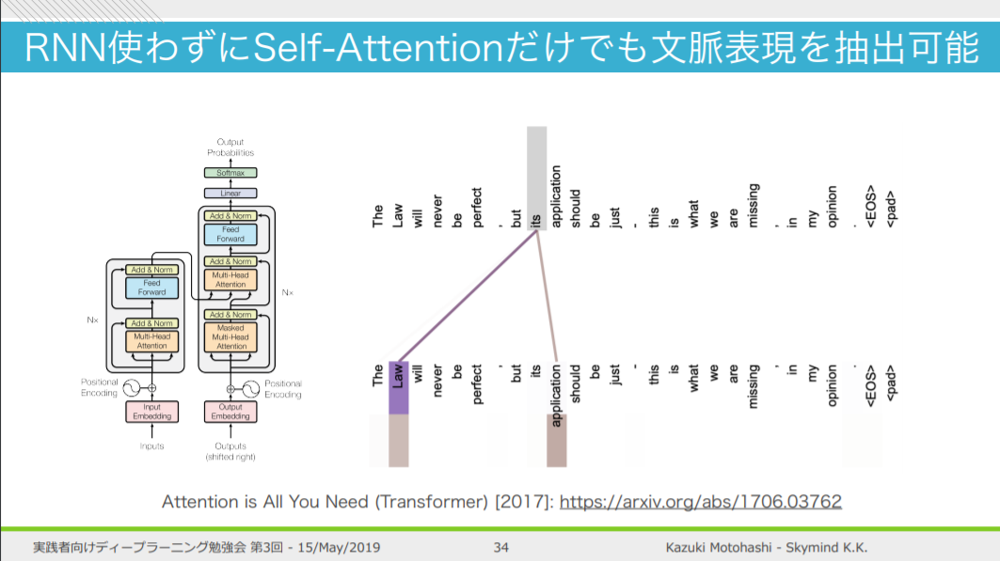 RNN使わずにSelf-Attentionだけでも文脈表現を抽出可能
Output
Probabilities
Softmax
Linear
Add & Norm
Feed
Forward
Add & Norm
Multi-Head
Attention
Add & Norm
Masked
Multi-Head
Attention
N×
Positional
Encoding
Output
Embedding
Outputs
(shifted right)
Add & Norm
Feed
Forward
Add & Norm
Multi-Head
Attention
N×
Positional
Encoding
Input
Embedding
Inputs
The Law will never be perfect , but its application should be just - this is what we are missing , in my opinion . <EOS> <pad>
The Law will never be perfect , but its application should be just - this is what we are missing , in my opinion . <EOS> <pad>
Attention is All You Need (Transformer) [2017]: https://arxiv.org/abs/1706.03762
実践者向けディープラーニング勉強会 第3回 - 15/May/2019
34
Kazuki Motohashi - Skymind K.K.